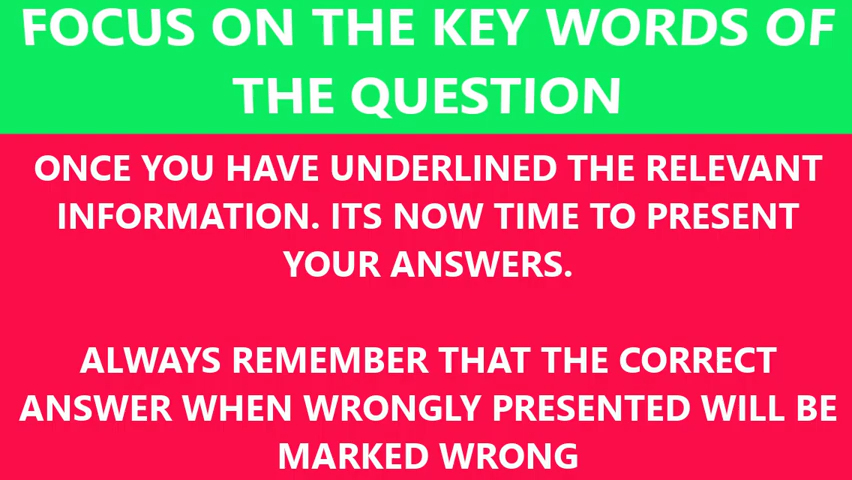 FOCUS ON THE KEY WORDS OF
THE QUESTION
ONCE YOU HAVE UNDERLINED THE RELEVANT
INFORMATION. ITS NOW TIME TO PRESENT
YOUR ANSWERS.
ALWAYS REMEMBER THAT THE CORRECT
ANSWER WHEN WRONGLY PRESENTED WILL BE
MARKED WRONG